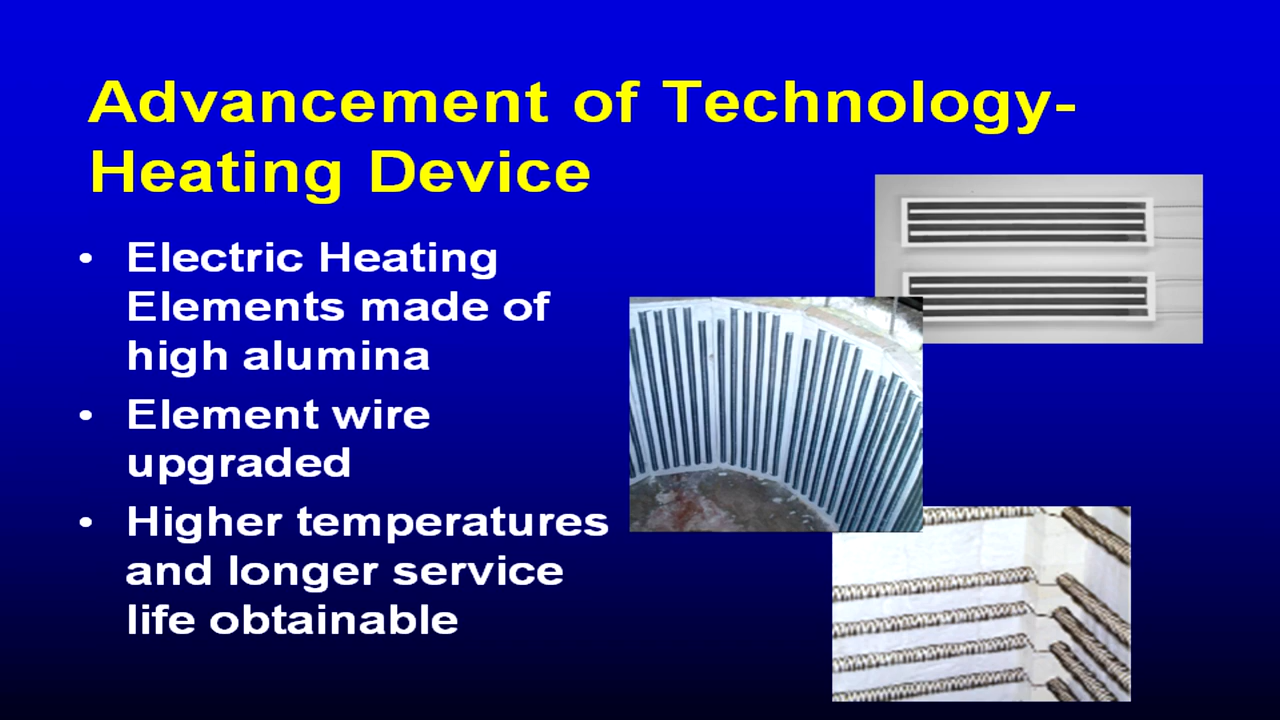 Advancement of Technology-
Heating Device
• Electric Heating
Elements made of
high alumina
• Element wire
upgraded
• Higher temperatures
and longer service
life obtainable